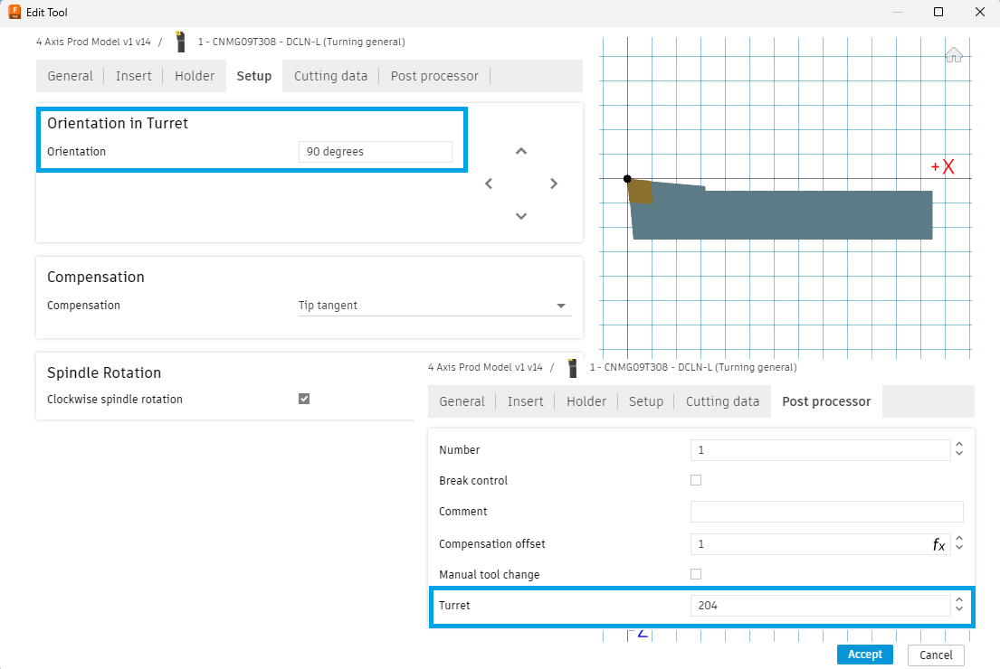 Edit Tool
4 Axis Prod Model v1 v14 / 1 - CNMG09T308 - DCLN-L (Turning general)
General Insert Holder Setup Cutting data Post processor
Orientation in Turret
Orientation 90 degrees
+X
Compensation
Compensation Tip tangent
Spindle Rotation
Clockwise spindle rotation
4 Axis Prod Model v1 v14 / 1 - CNMG09T308 - DCLN-L (Turning general)
General Insert Holder Setup Cutting data Post processor
Number 1
Break control
Comment
Compensation offset 1 fx
Manual tool change
Turret 204
-Z
Accept Cancel